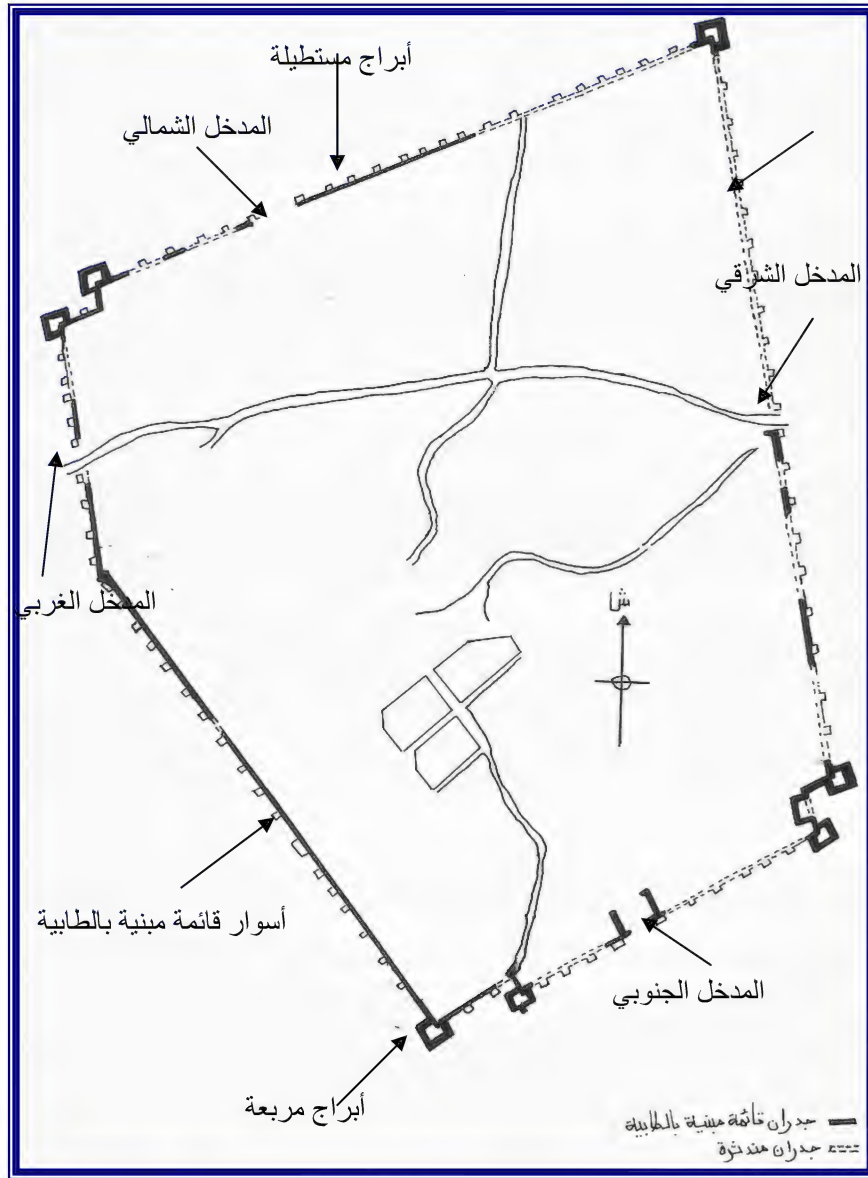 أبراج مستطيلة
المدخل الشمالي
المدخل الشرقي
المدخل الغربي
ش
أسوار قائمة مبنية بالطابية
المدخل الجنوبي
أبراج مربعة
جدران قائمة مبنية بالطابية
جدران مندثرة